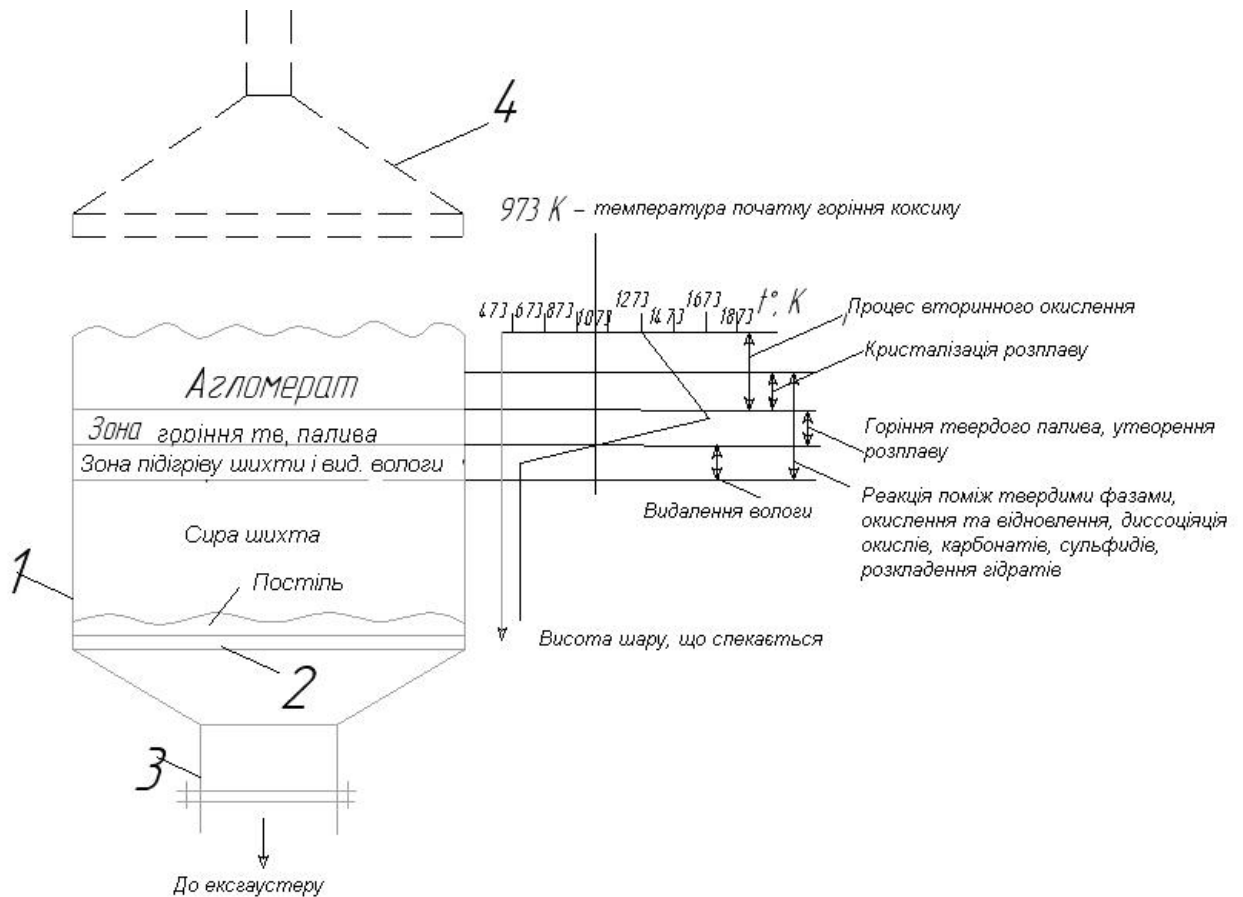 4
973 К – температура початку горіння коксику
473 673 873 1073 1273 1473 1673 1873 t°, К
Процес вторинного окислення
Кристалізація розплаву
Агломерат
Зона горіння тв, палива
Зона підігріву шихти і вид. вологи
Горіння твердого палива, утворення
розплаву
Видалення вологи
Реакція поміж твердими фазами,
окислення та відновлення, диссоціяція
окислів, карбонатів, сульфидів,
розкладення гідратів
Сира шихта
1
Постіль
Висота шару, що спекається
2
3
До ексгаустеру